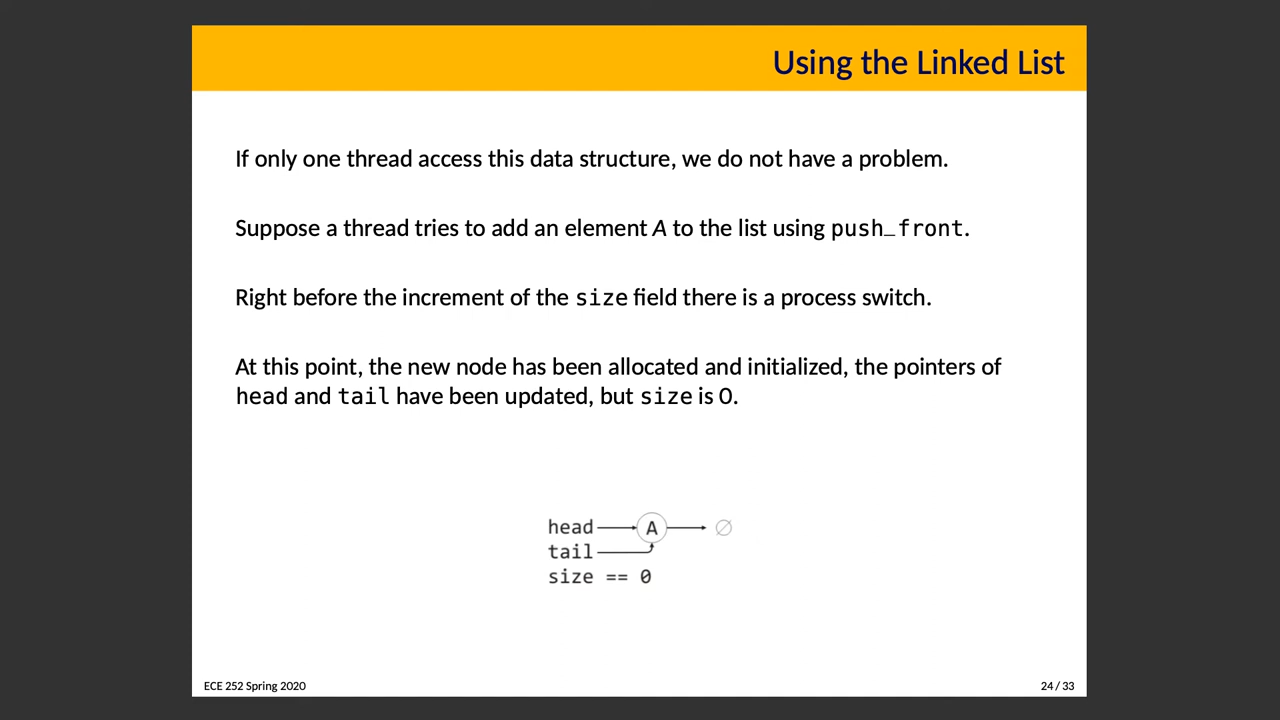 Using the Linked List
If only one thread access this data structure, we do not have a problem.
Suppose a thread tries to add an element A to the list using push_front.
Right before the increment of the size field there is a process switch.
At this point, the new node has been allocated and initialized, the pointers of
head and tail have been updated, but size is 0.
head A ∅
tail
size == 0
ECE 252 Spring 2020 24 / 33